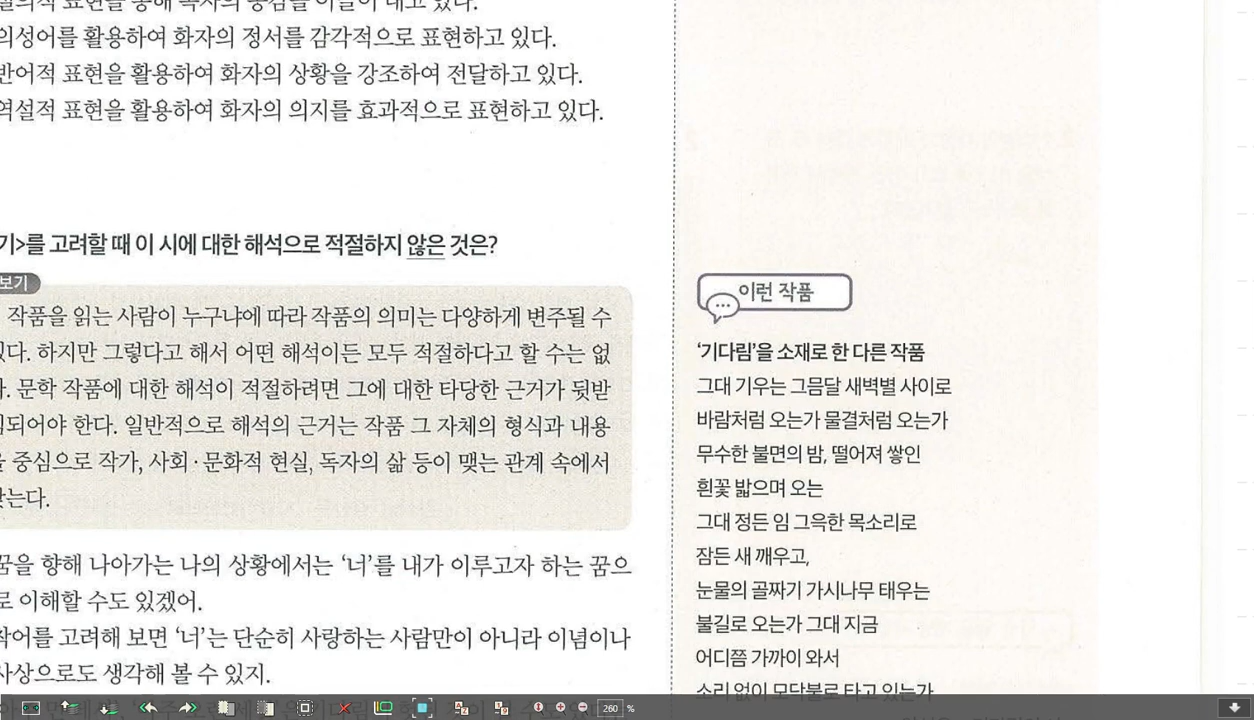 의성어를 활용하여 화자의 정서를 감각적으로 표현하고 있다.
반어적 표현을 활용하여 화자의 상황을 강조하여 전달하고 있다.
역설적 표현을 활용하여 화자의 의지를 효과적으로 표현하고 있다.
기>를 고려할 때 이 시에 대한 해석으로 적절하지 않은 것은?
보기
작품을 읽는 사람이 누구냐에 따라 작품의 의미는 다양하게 변주될 수
있다. 하지만 그렇다고 해서 어떤 해석이든 모두 적절하다고 할 수는 없
다. 문학 작품에 대한 해석이 적절하려면 그에 대한 타당한 근거가 뒷받
침되어야 한다. 일반적으로 해석의 근거는 작품 그 자체의 형식과 내용
을 중심으로 작가, 사회·문화적 현실, 독자의 삶 등이 맺는 관계 속에서
찾는다.
꿈을 향해 나아가는 나의 상황에서는 ‘너’를 내가 이루고자 하는 꿈으
로 이해할 수도 있겠어.
작어를 고려해 보면 ‘너’는 단순히 사랑하는 사람만이 아니라 이념이나
사상으로도 생각해 볼 수 있지.
이런 작품
‘기다림’을 소재로 한 다른 작품
그대 기우는 그믐달 새벽별 사이로
바람처럼 오는가 물결처럼 오는가
무수한 불면의 밤, 떨어져 쌓인
흰꽃 밟으며 오는
그대 정든 임 그윽한 목소리로
잠든 새 깨우고,
눈물의 골짜기 가시나무 태우는
불길로 오는가 그대 지금
어디쯤 가까이 와서
소리 없이 모닥불로 타고 있는가
260 %